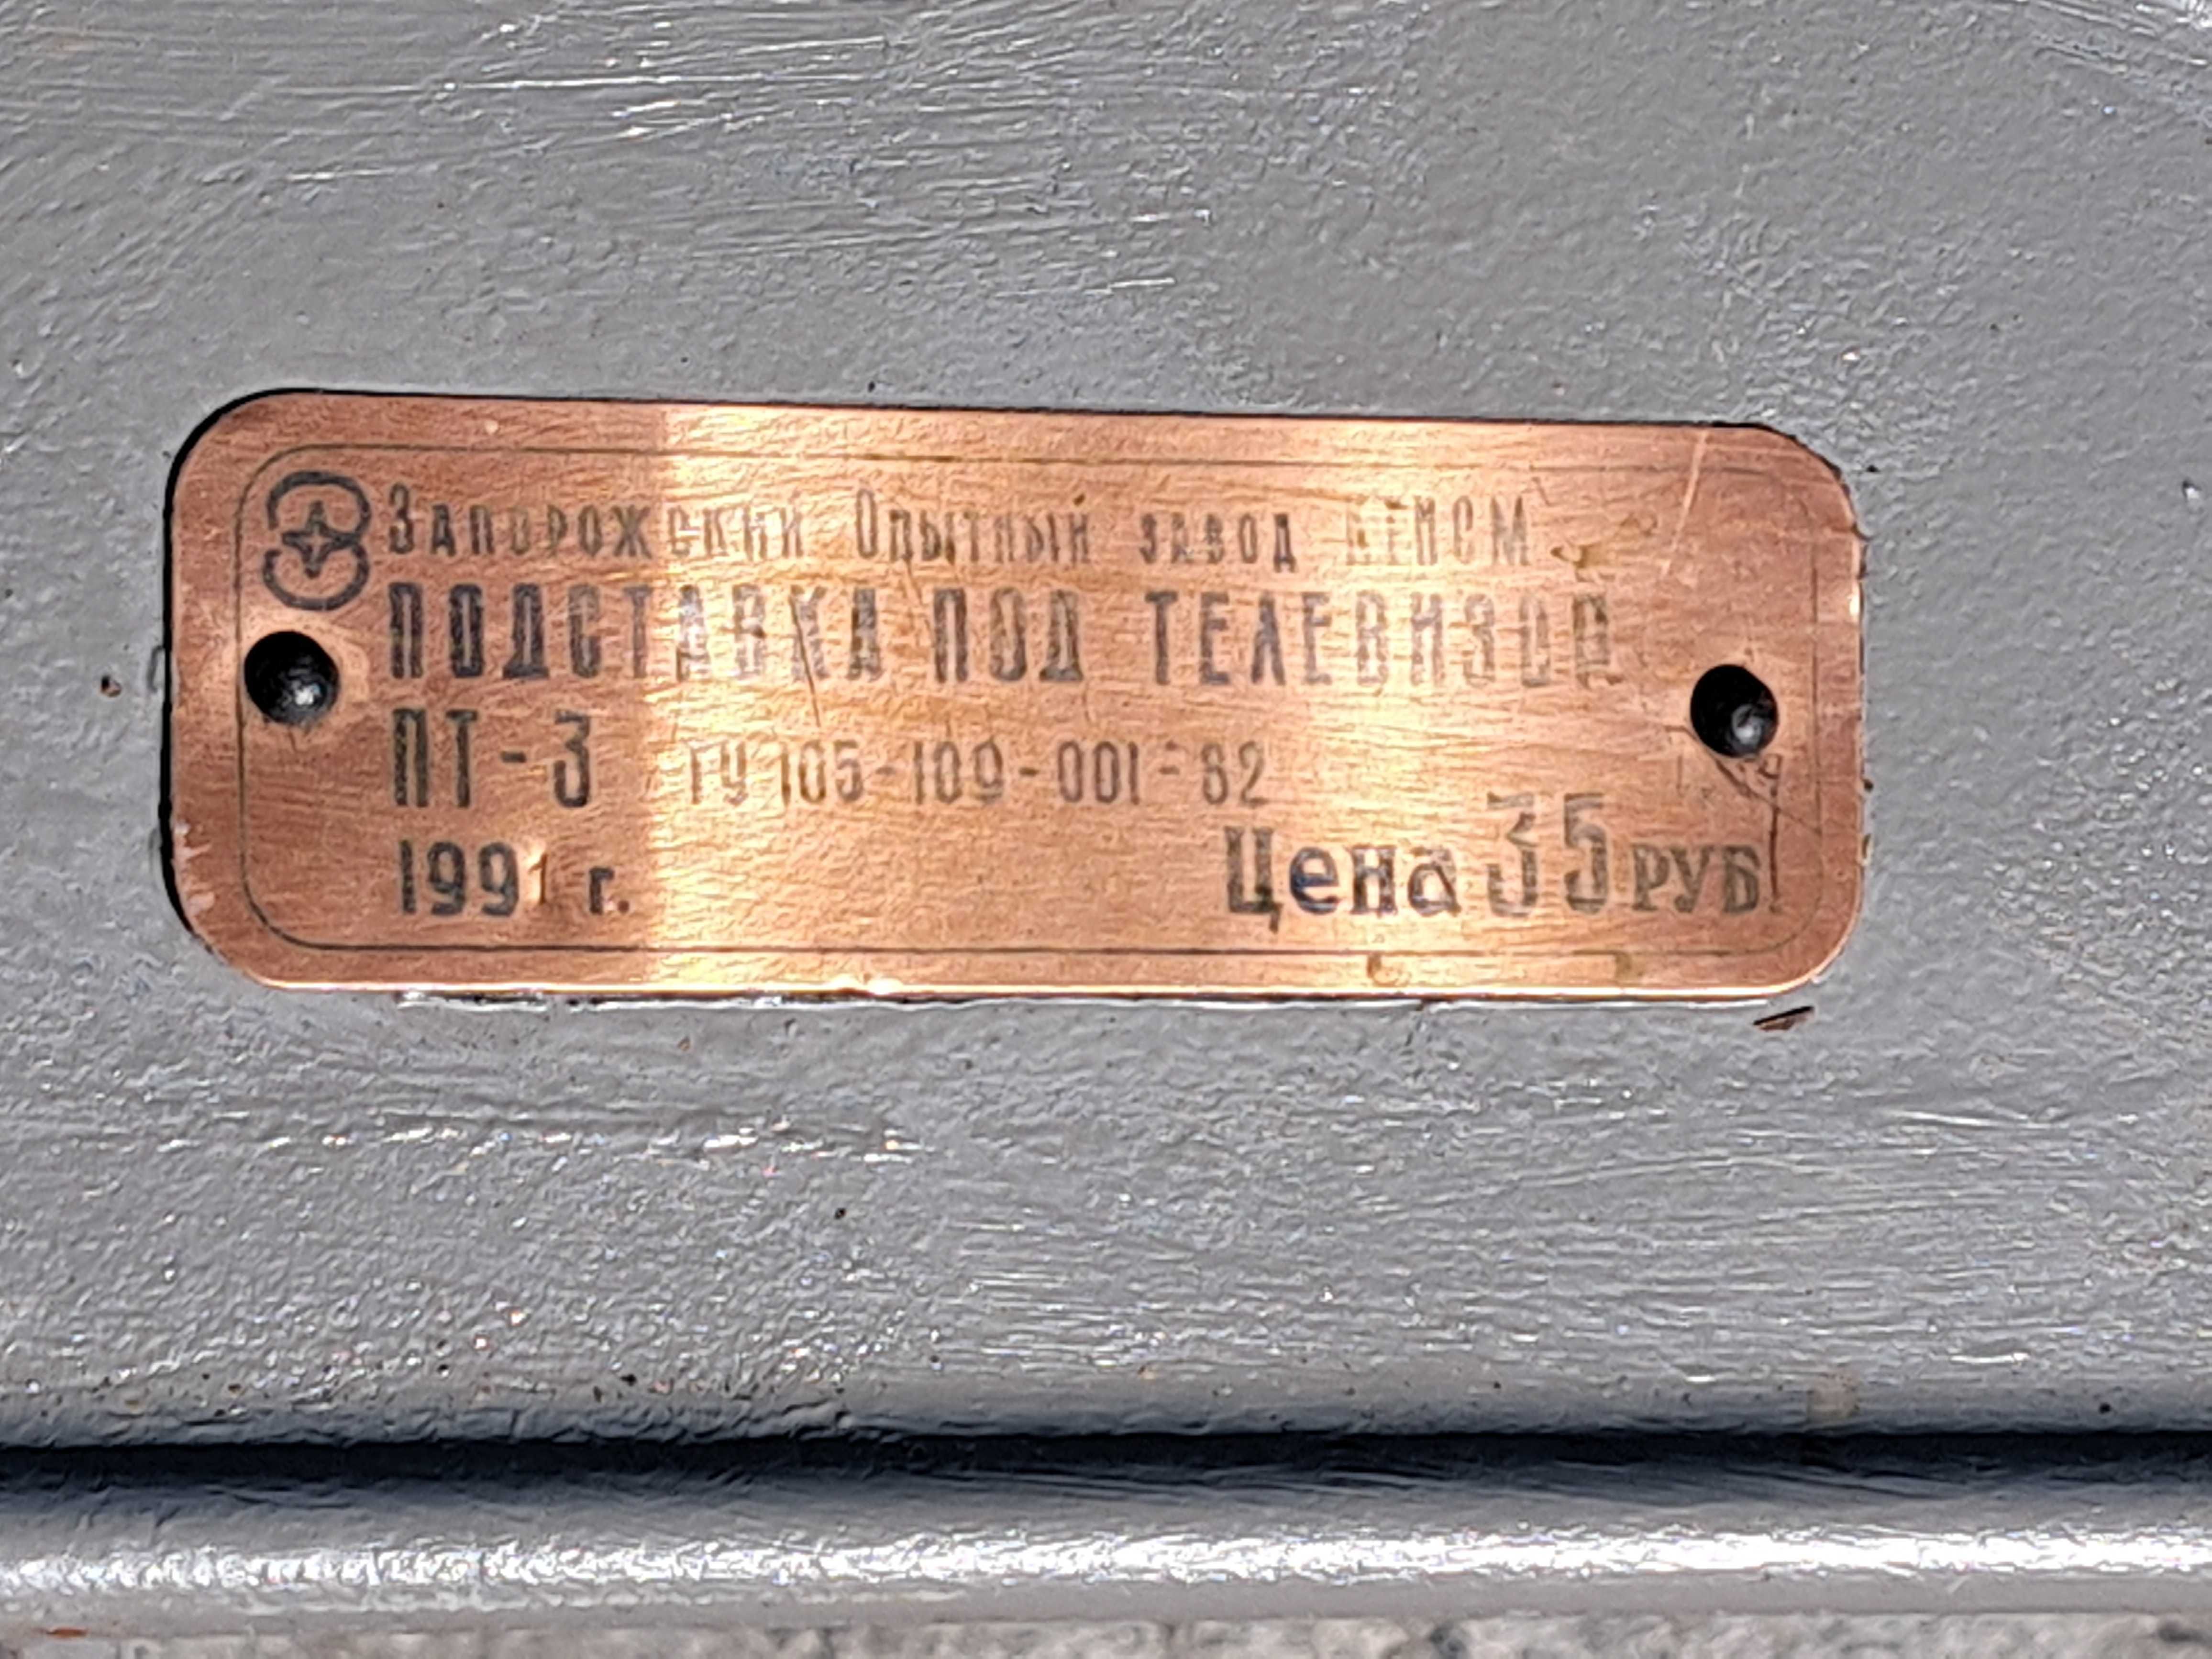 Запорожский Опытный завод
ПОДСТАВКА ПОД ТЕЛЕВИЗОР
ПТ-3 ТУ 105-109-001-82
1991 г. Цена 35 РУБ